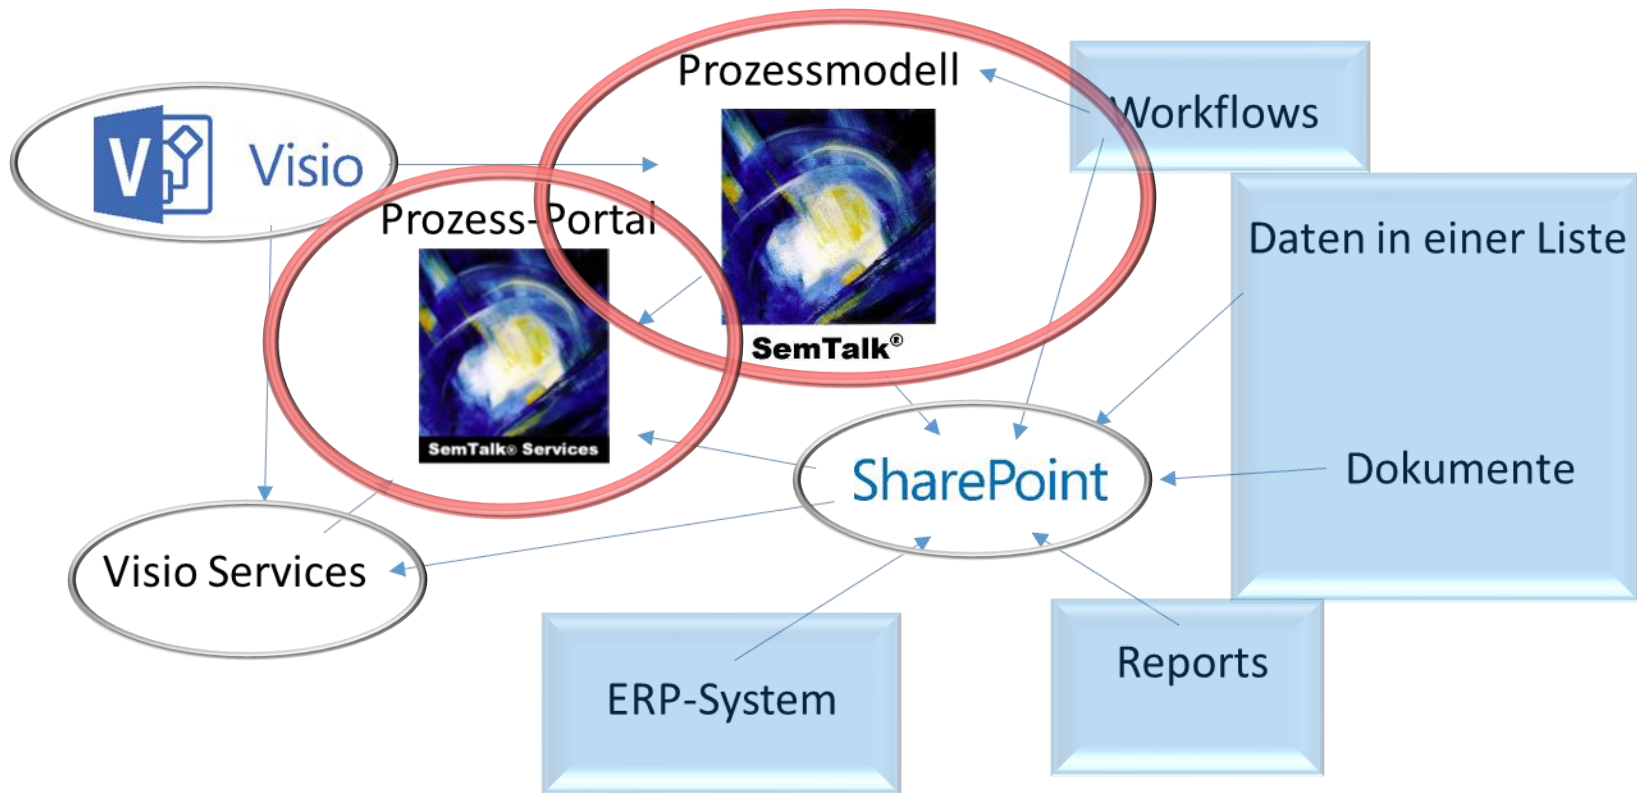 Prozessmodell
Workflows
V Visio
Prozess-Portal
Daten in einer Liste
SemTalk®
SemTalk® Services
SharePoint
Dokumente
Visio Services
Reports
ERP-System